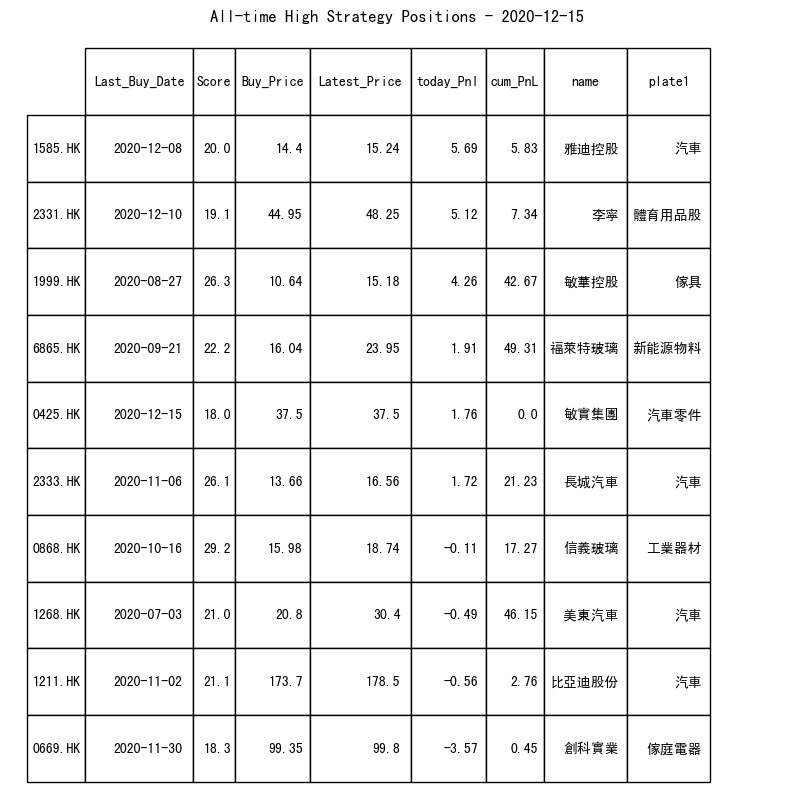 All-time High Strategy Positions - 2020-12-15
Last_Buy_Date Score Buy_Price Latest_Price today_Pnl cum_PnL name plate1
1585.HK 2020-12-08 20.0 14.4 15.24 5.69 5.83 雅迪控股 汽車
2331.HK 2020-12-10 19.1 44.95 48.25 5.12 7.34 李寧 體育用品股
1999.HK 2020-08-27 26.3 10.64 15.18 4.26 42.67 敏華控股 傢具
6865.HK 2020-09-21 22.2 16.04 23.95 1.91 49.31 福萊特玻璃 新能源物料
0425.HK 2020-12-15 18.0 37.5 37.5 1.76 0.0 敏實集團 汽車零件
2333.HK 2020-11-06 26.1 13.66 16.56 1.72 21.23 長城汽車 汽車
0868.HK 2020-10-16 29.2 15.98 18.74 -0.11 17.27 信義玻璃 工業器材
1268.HK 2020-07-03 21.0 20.8 30.4 -0.49 46.15 美東汽車 汽車
1211.HK 2020-11-02 21.1 173.7 178.5 -0.56 2.76 比亞迪股份 汽車
0669.HK 2020-11-30 18.3 99.35 99.8 -3.57 0.45 創科實業 傢庭電器